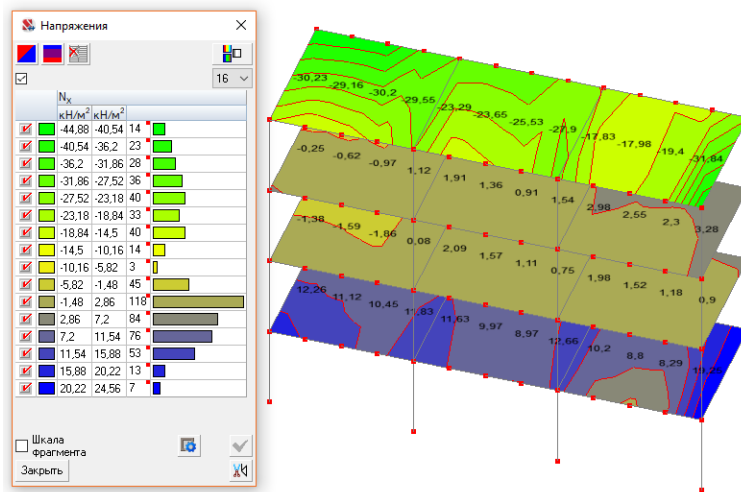 Напряжения
16
Nx
кН/м² кН/м²
-44,88 -40,54 14
-40,54 -36,2 23
-36,2 -31,86 28
-31,86 -27,52 36
-27,52 -23,18 40
-23,18 -18,84 33
-18,84 -14,5 40
-14,5 -10,16 14
-10,16 -5,82 3
-5,82 -1,48 45
-1,48 2,86 118
2,86 7,2 84
7,2 11,54 76
11,54 15,88 53
15,88 20,22 13
20,22 24,56 7
Шкала
фрагмента
Закрыть
-30,23 -29,16 -30,2 -29,55 -23,29 -23,65 -25,53 -27,9 -17,83 -17,98 -19,4 -31,84
-0,25 -0,62 -0,97 1,12 1,91 1,36 0,91 1,54 2,98 2,55 2,3 3,28
-1,38 -1,59 -1,86 0,08 2,09 1,57 1,11 0,75 1,98 1,52 1,18 0,9
12,26 11,12 10,45 11,83 11,63 9,97 8,97 12,66 10,2 8,8 8,29 19,25